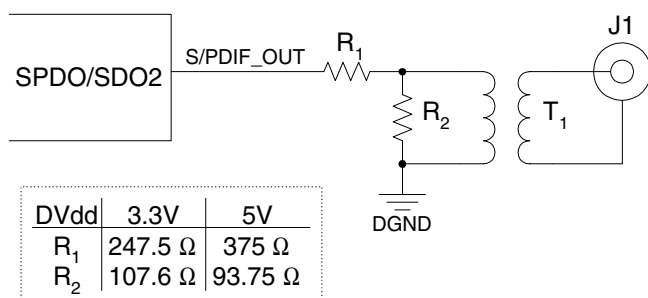 J1
R1
S/PDIF_OUT
SPDO/SDO2
R2
T1
DGND
DVdd 3.3V 5V
R1 247.5 Ω 375 Ω
R2 107.6 Ω 93.75 Ω